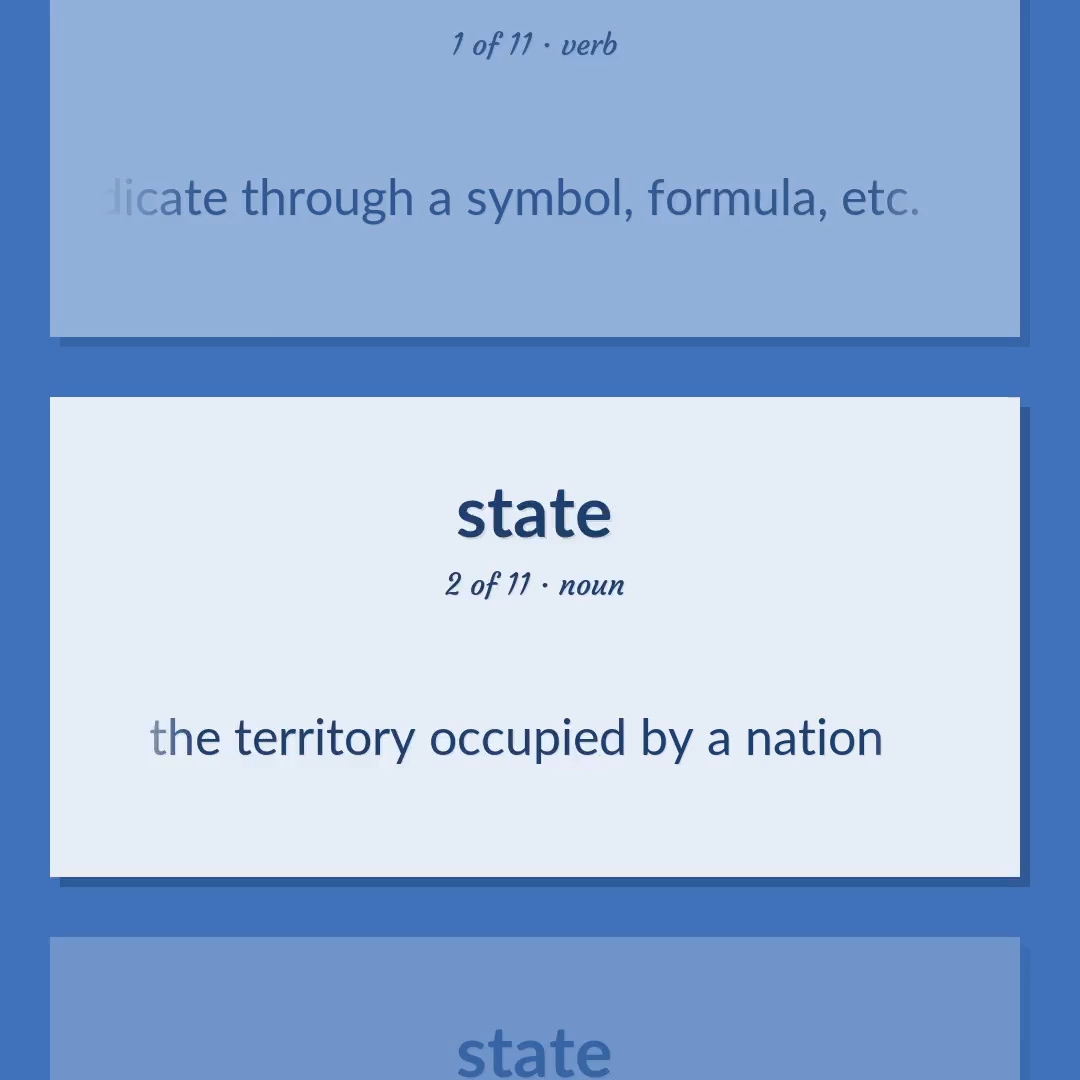 1 of 11 · verb
dicate through a symbol, formula, etc.
state
2 of 11 · noun
the territory occupied by a nation
state